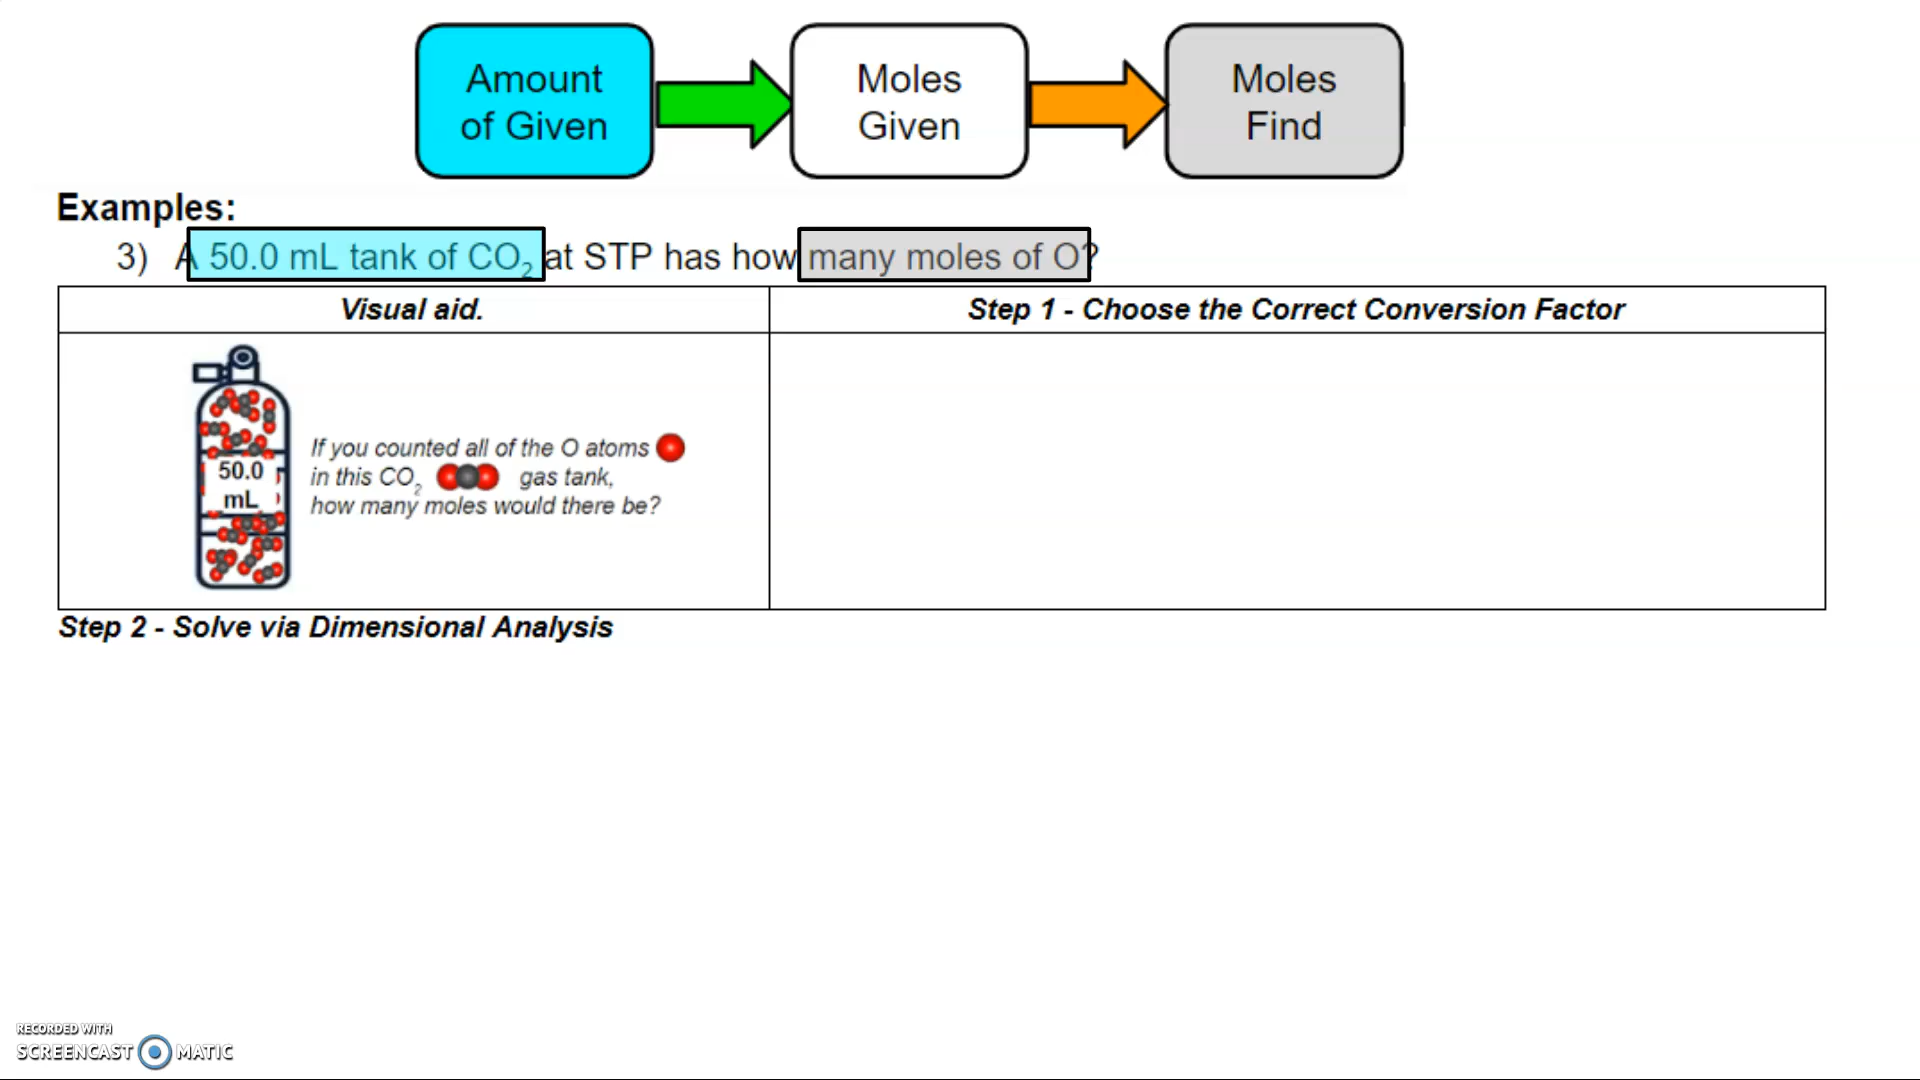 Amount
of Given
Moles
Given
Moles
Find
Examples:
3) A 50.0 mL tank of CO₂ at STP has how many moles of O?
Visual aid.
Step 1 - Choose the Correct Conversion Factor
50.0
mL
If you counted all of the O atoms
in this CO₂ gas tank,
how many moles would there be?
Step 2 - Solve via Dimensional Analysis
RECORDED WITH
SCREENCAST MATIC